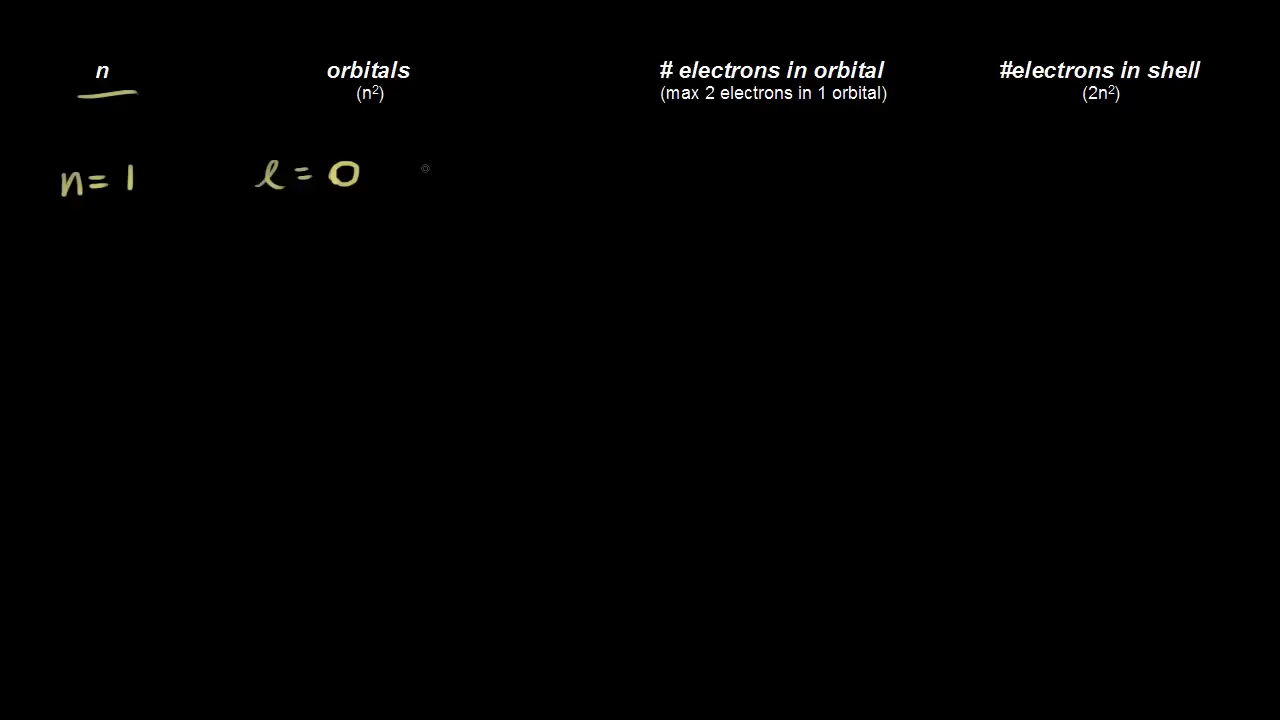 n orbitals # electrons in orbital #electrons in shell
(n²) (max 2 electrons in 1 orbital) (2n²)
n = 1 l = 0